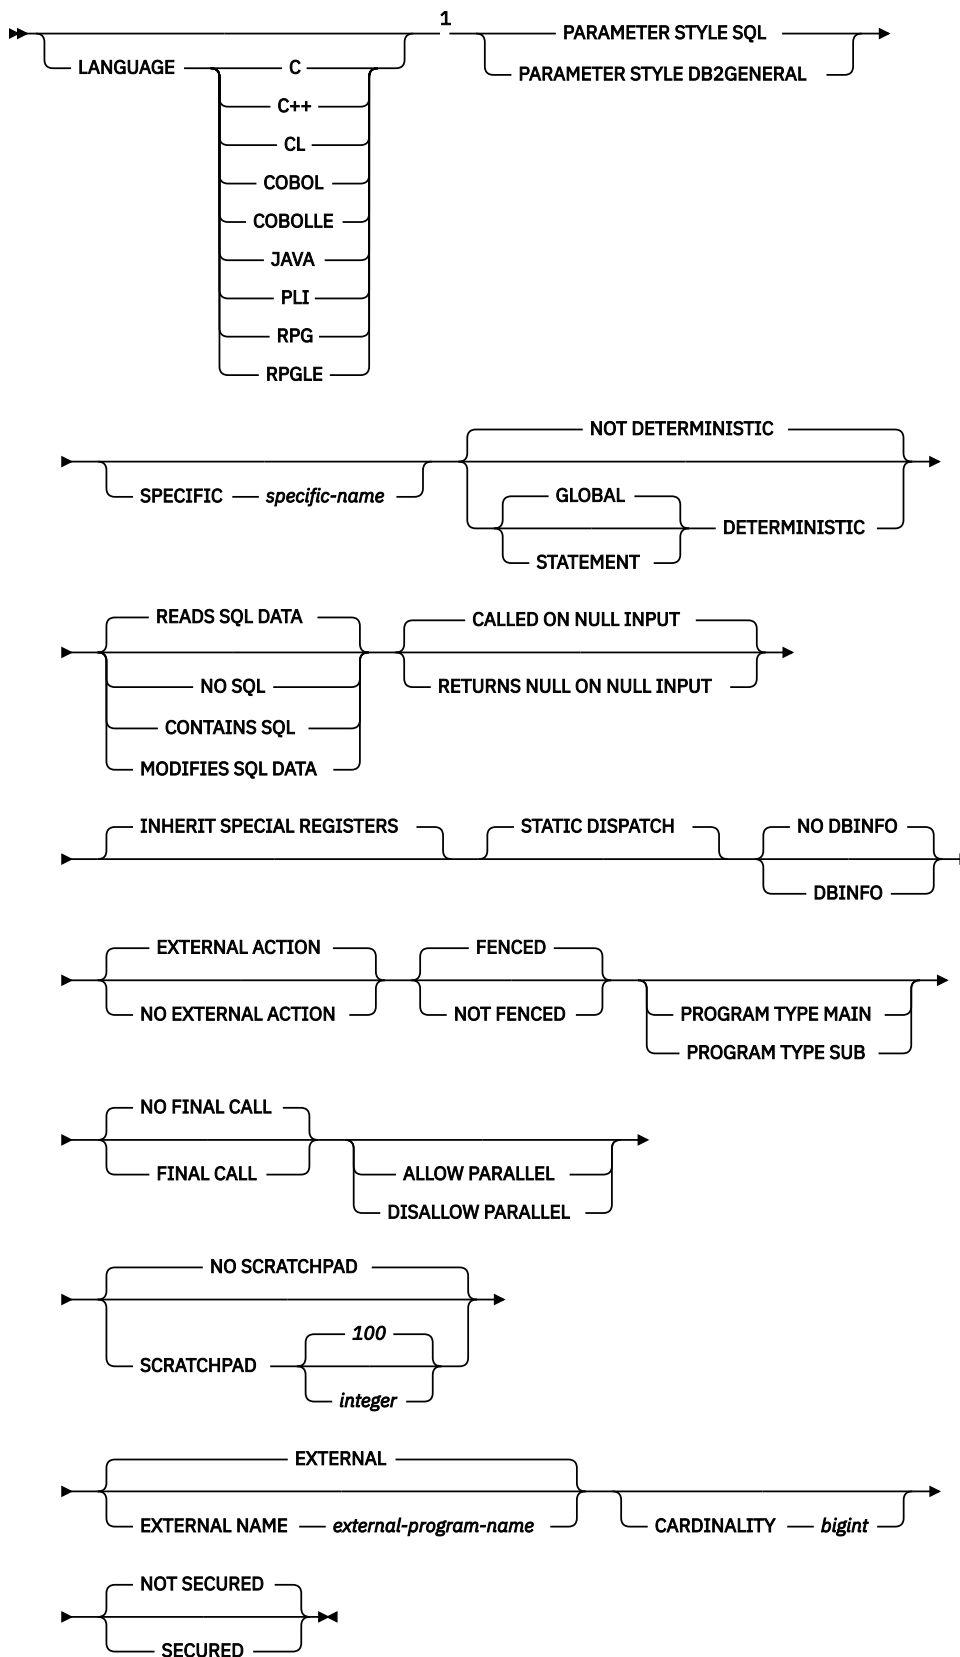 1
PARAMETER STYLE SQL
LANGUAGE C
PARAMETER STYLE DB2GENERAL
C++
CL
COBOL
COBOLLE
JAVA
PLI
RPG
RPGLE
NOT DETERMINISTIC
SPECIFIC specific-name
GLOBAL
DETERMINISTIC
STATEMENT
READS SQL DATA
NO SQL
CONTAINS SQL
MODIFIES SQL DATA
CALLED ON NULL INPUT
RETURNS NULL ON NULL INPUT
INHERIT SPECIAL REGISTERS
STATIC DISPATCH
NO DBINFO
DBINFO
EXTERNAL ACTION
NO EXTERNAL ACTION
FENCED
NOT FENCED
PROGRAM TYPE MAIN
PROGRAM TYPE SUB
NO FINAL CALL
FINAL CALL
ALLOW PARALLEL
DISALLOW PARALLEL
NO SCRATCHPAD
SCRATCHPAD
100
integer
EXTERNAL
EXTERNAL NAME external-program-name
CARDINALITY bigint
NOT SECURED
SECURED